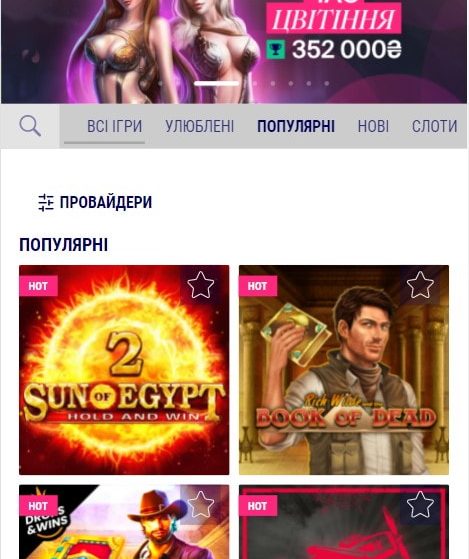 ЦВІТІННЯ
352 000₴
ВСІ ІГРИ УЛЮБЛЕНІ ПОПУЛЯРНІ НОВІ СЛОТИ
ПРОВАЙДЕРИ
ПОПУЛЯРНІ
HOT
2
SUN OF EGYPT
HOLD AND WIN
HOT
Rich Wilde and the
BOOK OF DEAD
HOT
DROPS
&WINS
HOT